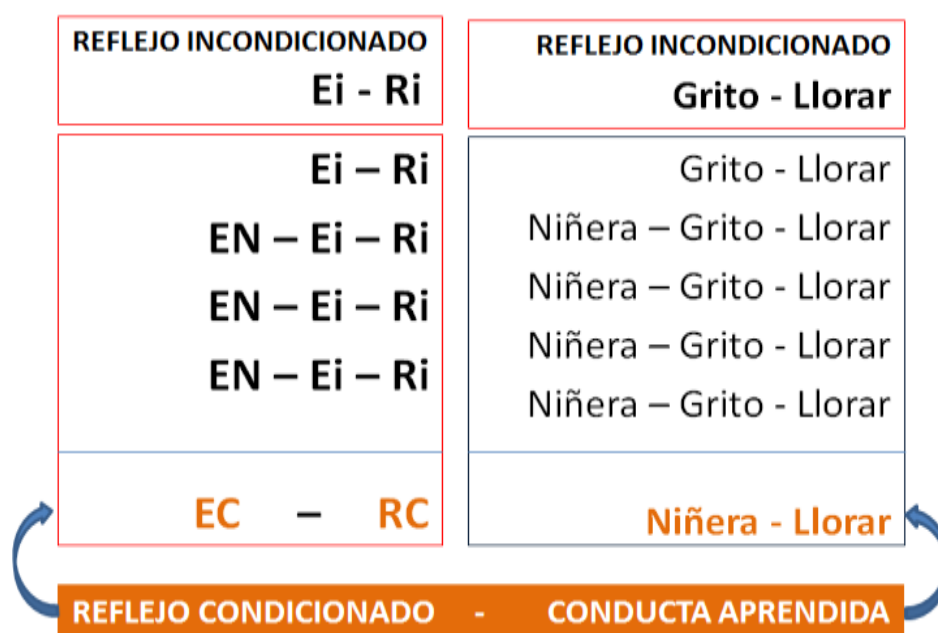 REFLEJO INCONDICIONADO
Ei - Ri
Ei – Ri
EN – Ei – Ri
EN – Ei – Ri
EN – Ei – Ri
EC – RC
REFLEJO INCONDICIONADO
Grito - Llorar
Grito - Llorar
Niñera – Grito - Llorar
Niñera – Grito - Llorar
Niñera – Grito - Llorar
Niñera – Grito - Llorar
Niñera - Llorar
REFLEJO CONDICIONADO - CONDUCTA APRENDIDA